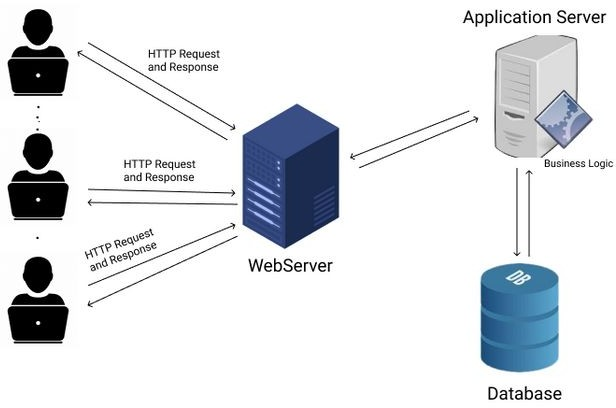 Application Server
HTTP Request
and Response
HTTP Request
and Response
Business Logic
HTTP Request
and Response
WebServer
DB
Database